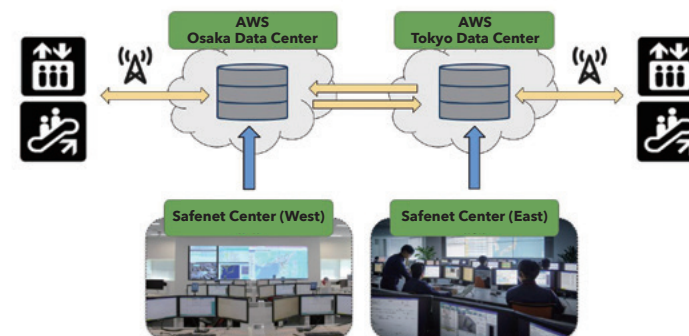 AWS
Osaka Data Center
AWS
Tokyo Data Center
Safenet Center (West)
Safenet Center (East)